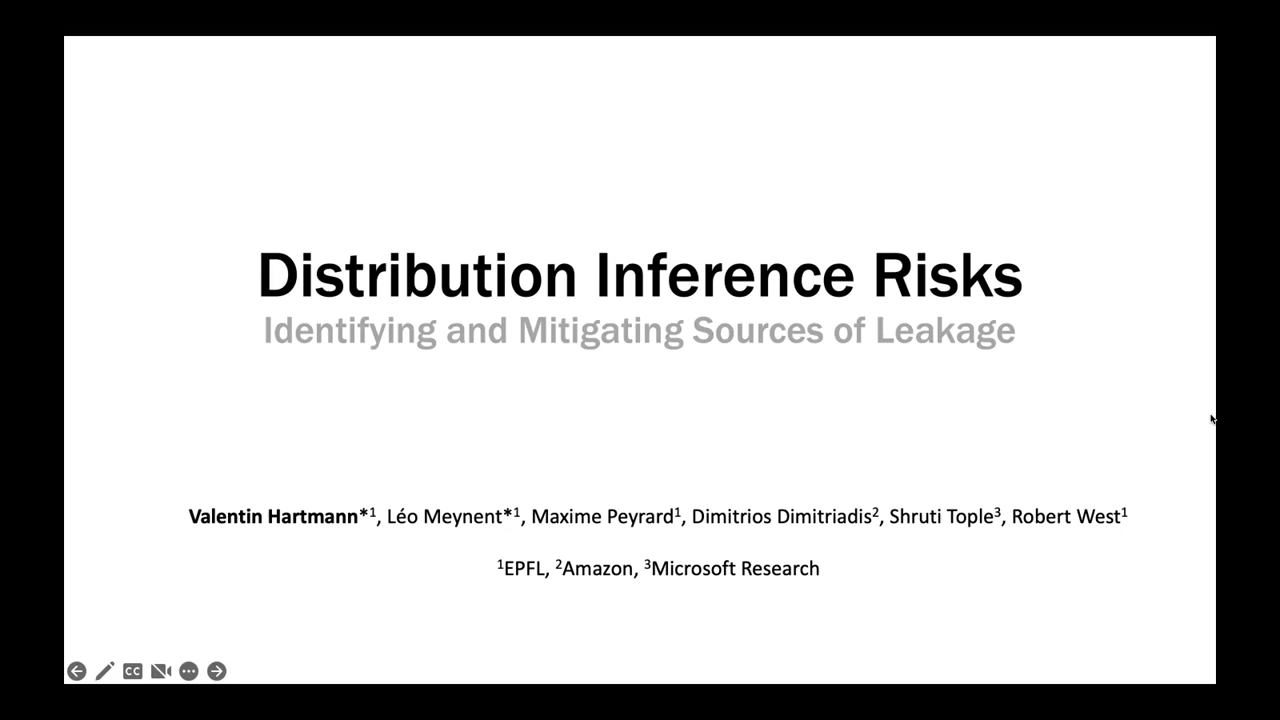 Distribution Inference Risks
Identifying and Mitigating Sources of Leakage
Valentin Hartmann*¹, Léo Meynent*¹, Maxime Peyrard¹, Dimitrios Dimitriadis², Shruti Tople³, Robert West¹
¹EPFL, ²Amazon, ³Microsoft Research
CC